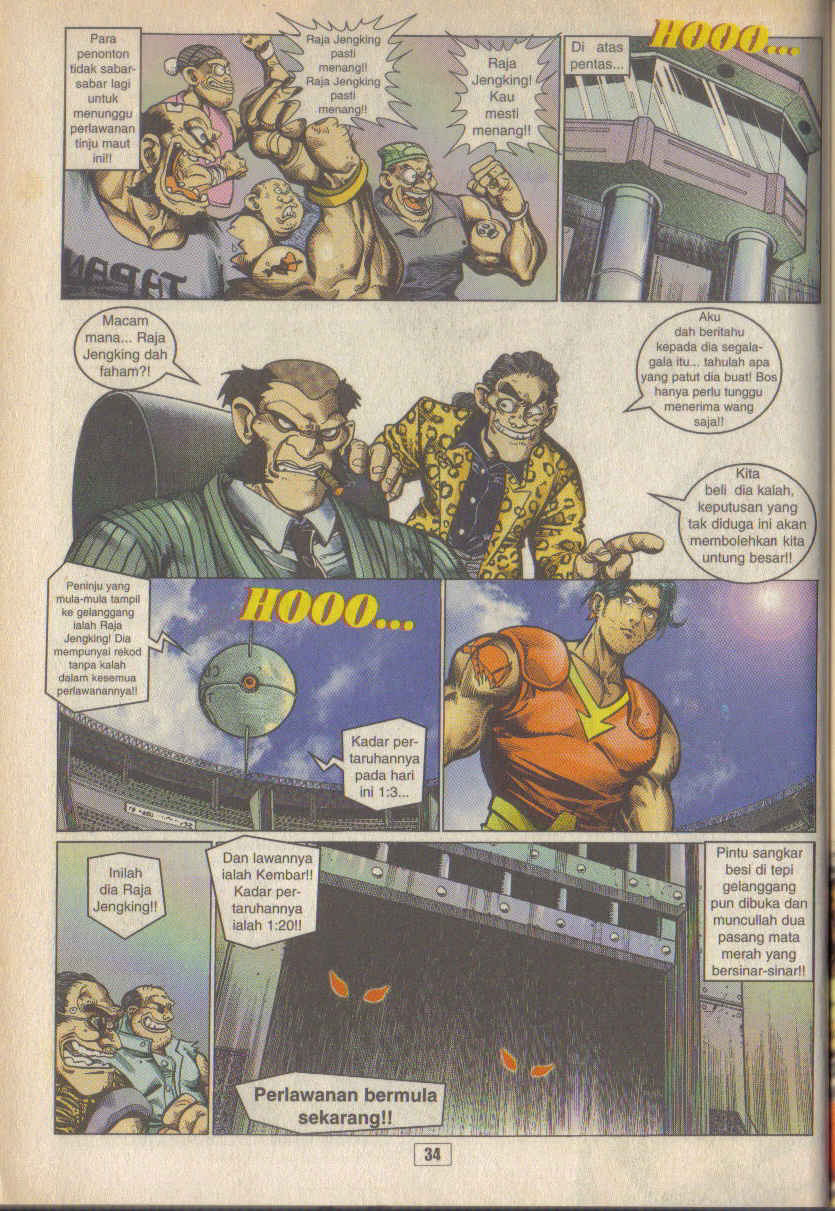 Para
penonton
tidak sabar-
sabar lagi
untuk
menunggu
perlawanan
tinju maut
ini!!
Raja Jengking
pasti
menang!!
Raja Jengking
pasti
menang!!
Raja
Jengking!
Kau
mesti
menang!!
Di atas
pentas...
HOOO...
Macam
mana... Raja
Jengking dah
faham?!
Aku
dah beritahu
kepada dia segala-
gala itu... tahulah apa
yang patut dia buat! Bos
hanya perlu tunggu
menerima wang
saja!!
Kita
beli dia kalah,
keputusan yang
tak diduga ini akan
membolehkan kita
untung besar!!
Peninju yang
mula-mula tampil
ke gelanggang
ialah Raja
Jengking! Dia
mempunyai rekod
tanpa kalah
dalam kesemua
perlawanannya!!
HOOO...
Kadar per-
taruhannya
pada hari
ini 1:3...
Inilah
dia Raja
Jengking!!
Dan lawannya
ialah Kembar!!
Kadar per-
taruhannya
ialah 1:20!!
Pintu sangkar
besi di tepi
gelanggang
pun dibuka dan
muncullah dua
pasang mata
merah yang
bersinar-sinar!!
Perlawanan bermula
sekarang!!
34